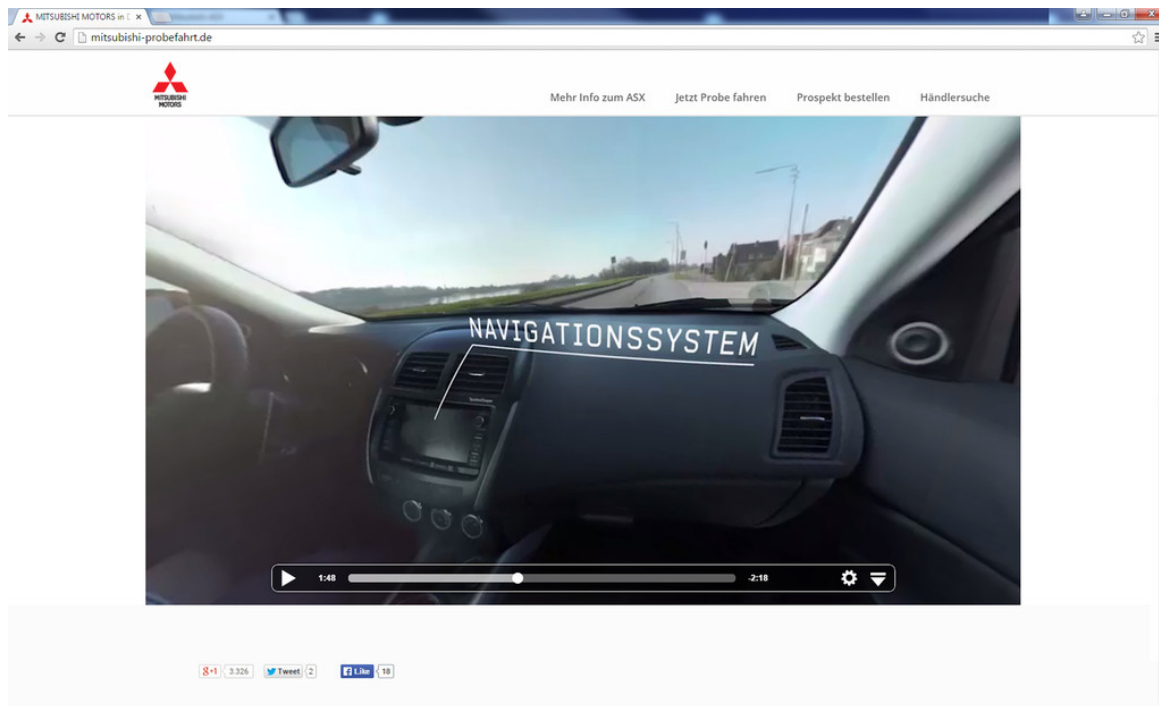 MITSUBISHI MOTORS in
mitsubishi-probefahrt.de
MITSUBISHI
MOTORS
Mehr Info zum ASX
Jetzt Probe fahren
Prospekt bestellen
Händlersuche
NAVIGATIONSSYSTEM
1:48
-2:18
g+1
3.326
Tweet
2
Like
18